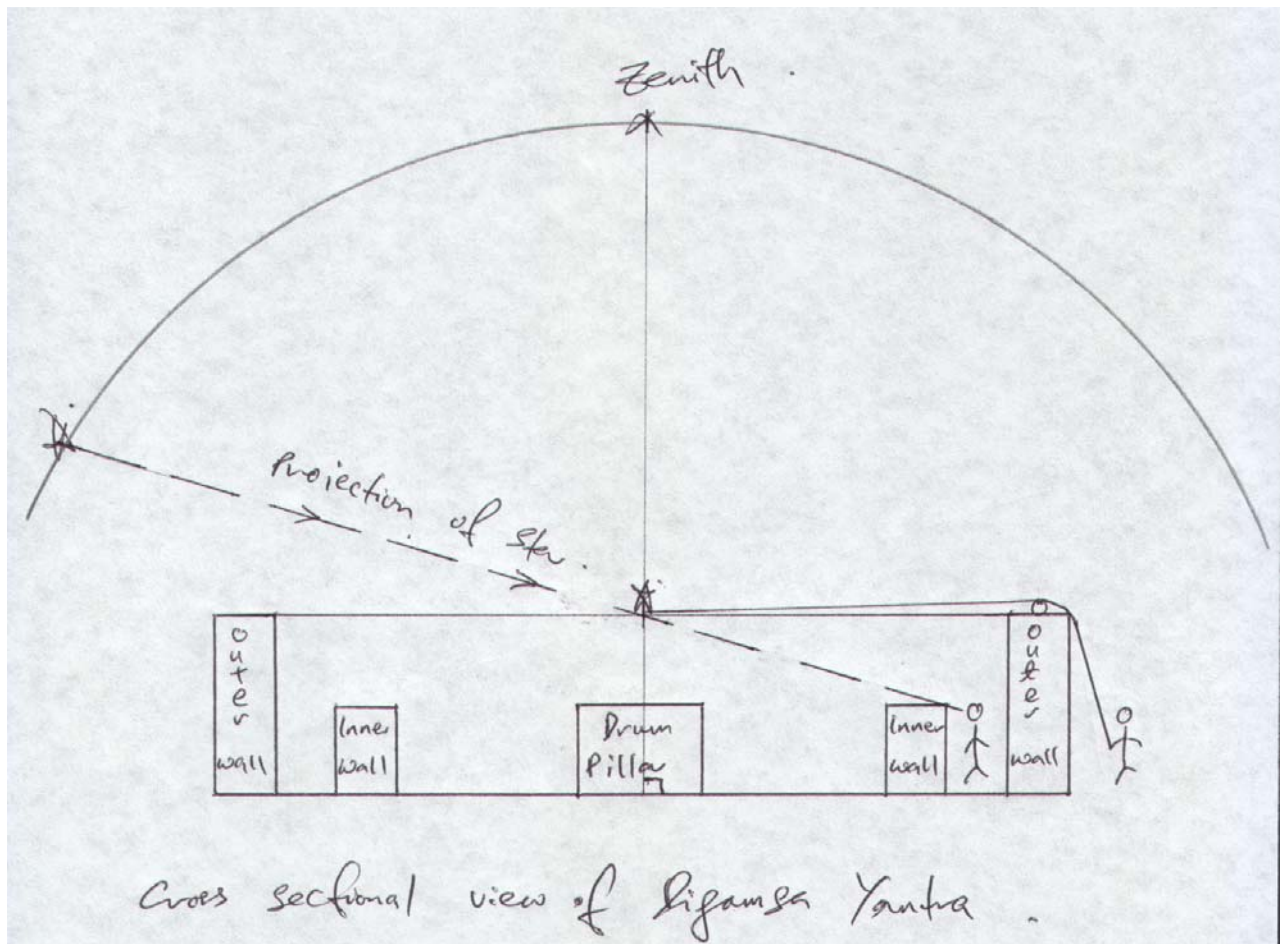 Zenith
Projection of star.
outer
wall
Inner
wall
Drum
Pillar
Inner
wall
outer
wall
Cross sectional view of Digamsa Yantra.